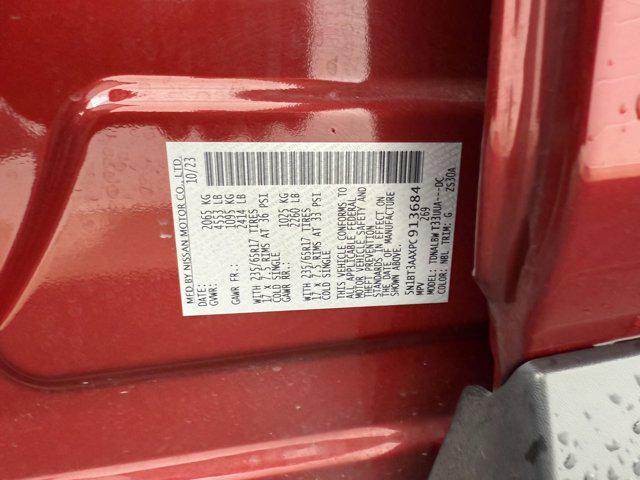 MFD BY NISSAN MOTOR CO., LTD.
DATE: 10/23
GVWR: 2065 KG
4553 LB
GAWR FR.: 1095 KG
2414 LB
WITH 235/65R17 TIRES
17 X 7.5 RIMS AT 36 PSI
COLD SINGLE
GAWR RR.: 1025 KG
2260 LB
WITH 235/65R17 TIRES
17 X 7.5 RIMS AT 33 PSI
COLD SINGLE
THIS VEHICLE CONFORMS TO
ALL APPLICABLE FEDERAL
MOTOR VEHICLE SAFETY AND
THEFT PREVENTION
STANDARDS IN EFFECT ON
THE DATE OF MANUFACTURE
SHOWN ABOVE.
5N1BT3AAXPC913684
MPV 269
MODEL: TDNALBWT33IUUA---DC
COLOR: NBL TRIM: G ZS30A